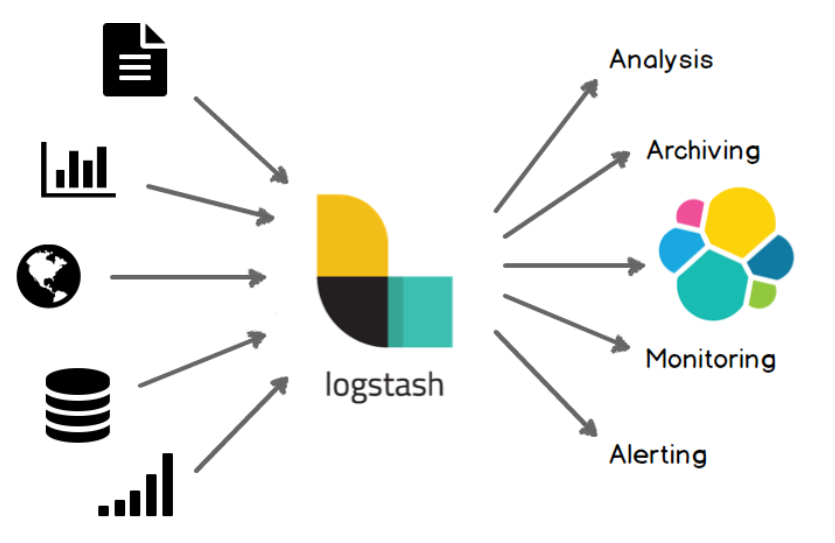 Analysis
Archiving
logstash
Monitoring
Alerting